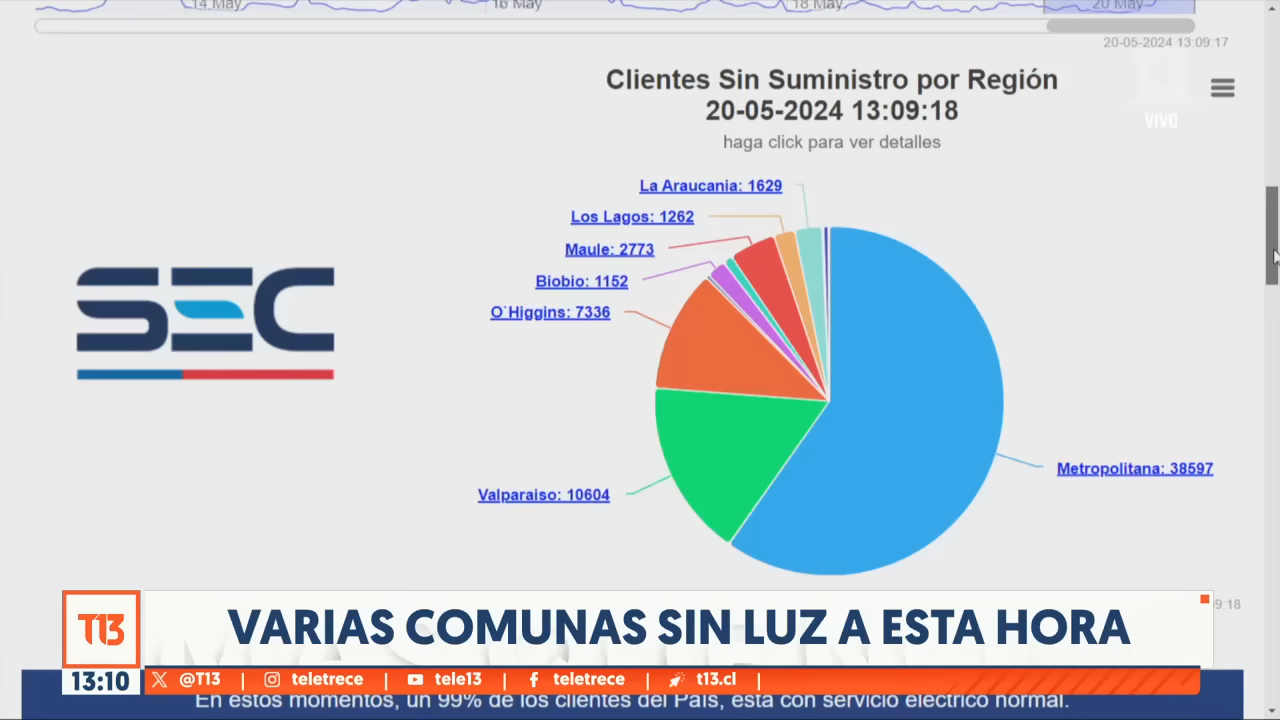 14 May
16 May
18 May
20 May
20-05-2024 13:09:17
Clientes Sin Suministro por Región
20-05-2024 13:09:18
haga click para ver detalles
VIVO
La Araucania: 1629
Los Lagos: 1262
Maule: 2773
Biobio: 1152
O`Higgins: 7336
Metropolitana: 38597
Valparaiso: 10604
SEC
9:18
T13
VARIAS COMUNAS SIN LUZ A ESTA HORA
13:10
@T13 | teletrece | tele13 | teletrece | t13.cl |
En estos momentos, un 99% de los clientes del País, está con servicio eléctrico normal.